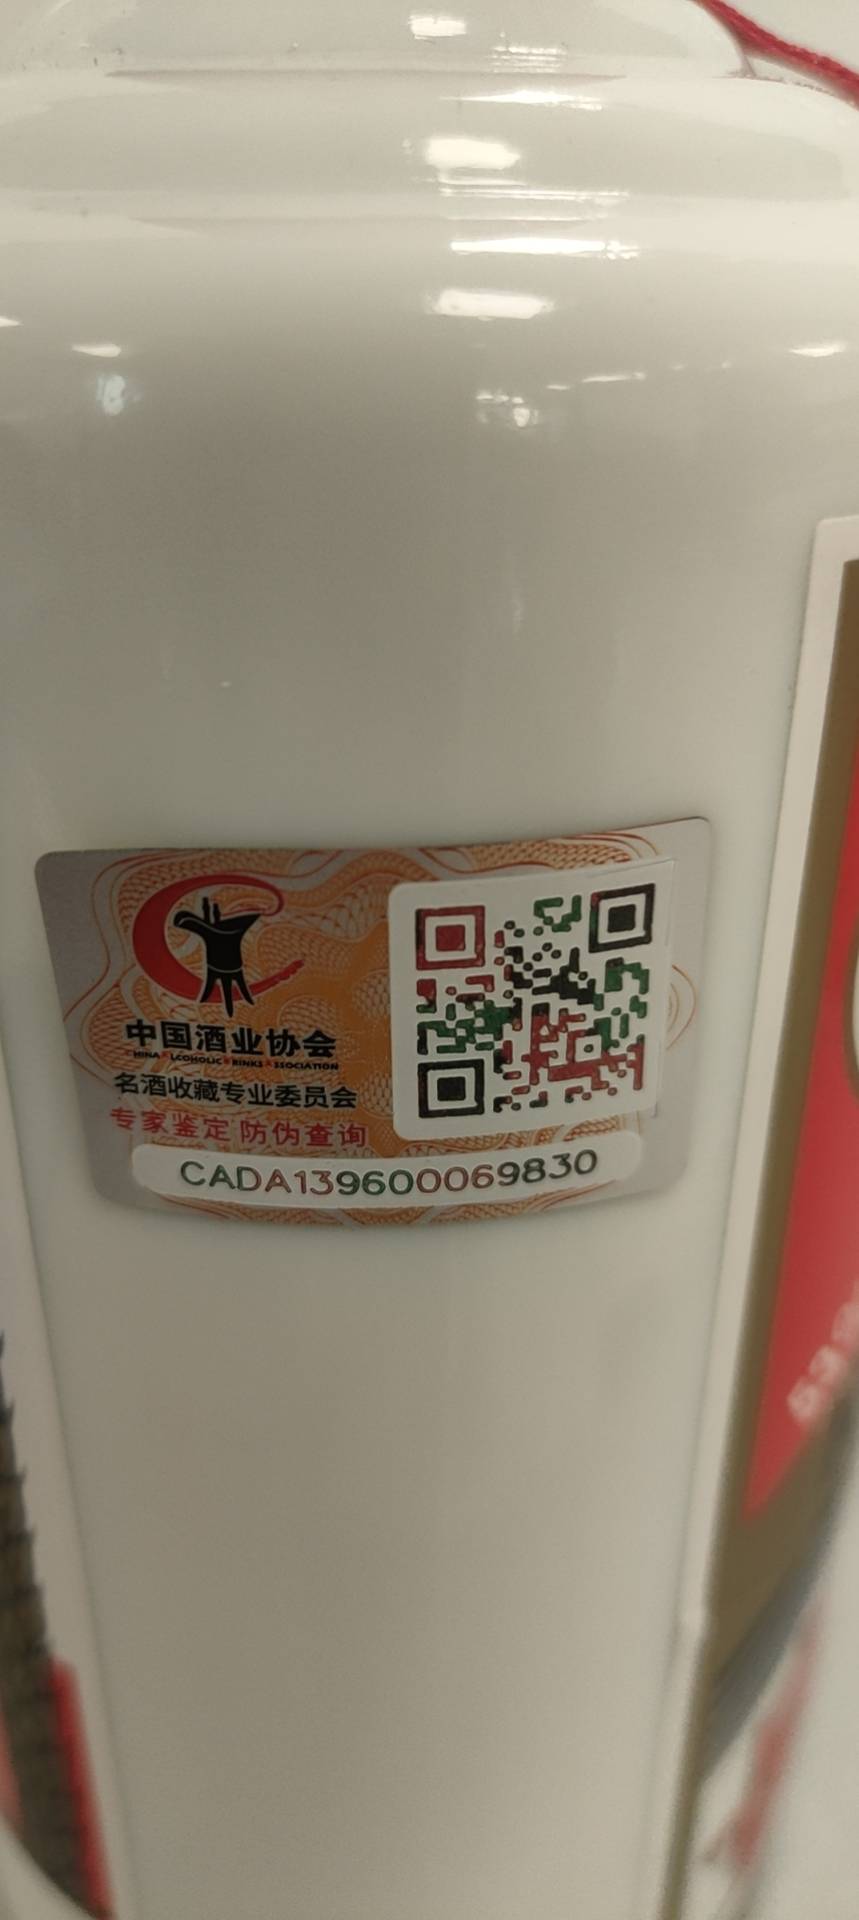 中国酒业协会
CHINA ALCOHOLIC DRINKS ASSOCIATION
名酒收藏专业委员会
专家鉴定 防伪查询
CADA139600069830